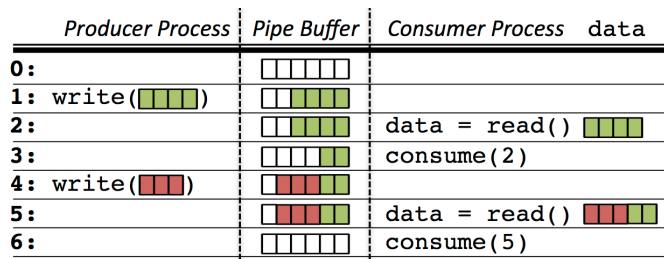 Producer Process Pipe Buffer Consumer Process data
0:
1: write( )
2: data = read()
3: consume(2)
4: write( )
5: data = read()
6: consume(5)